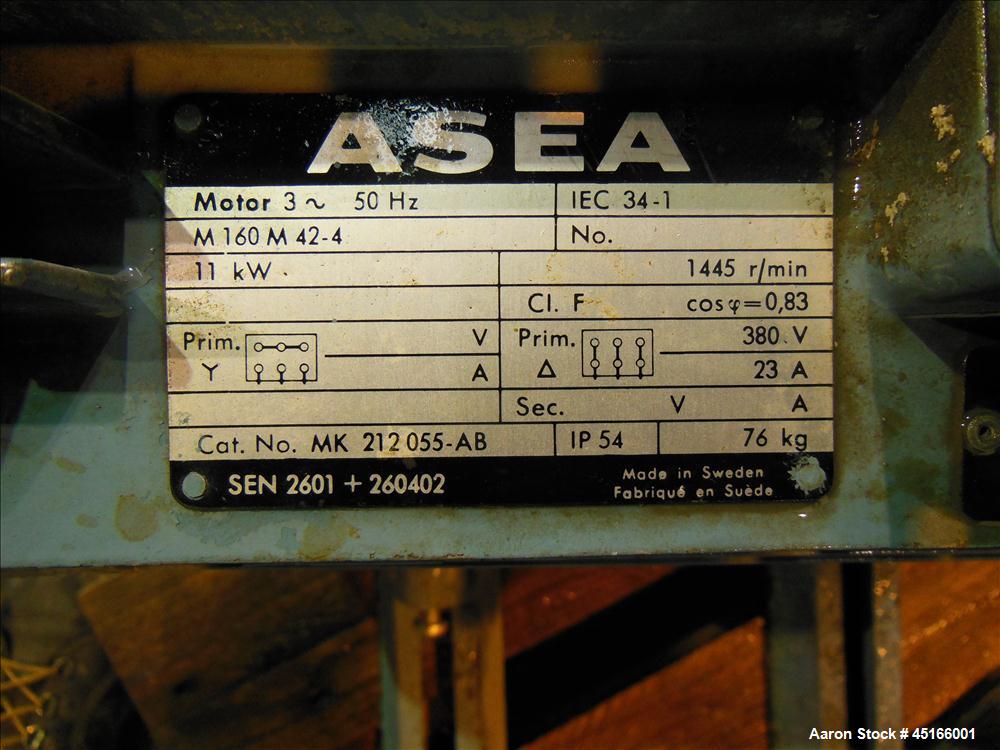 ASEA
Motor 3 ~ 50 Hz IEC 34-1
M 160 M 42-4 No.
11 kW 1445 r/min
Cl. F cos φ=0,83
Prim. V Prim. 380 V
Y A Δ 23 A
Sec. V A
Cat. No. MK 212 055-AB IP 54 76 kg
SEN 2601 + 260402 Made in Sweden
Fabriqué en Suède
Aaron Stock # 45166001